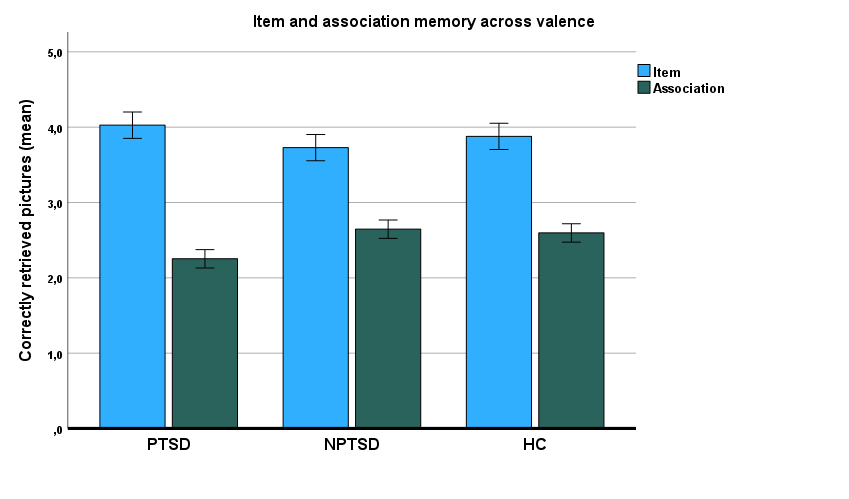 Item and association memory across valence
Correctly retrieved pictures (mean)
5,0
4,0
3,0
2,0
1,0
,0
PTSD
NPTSD
HC
Item
Association